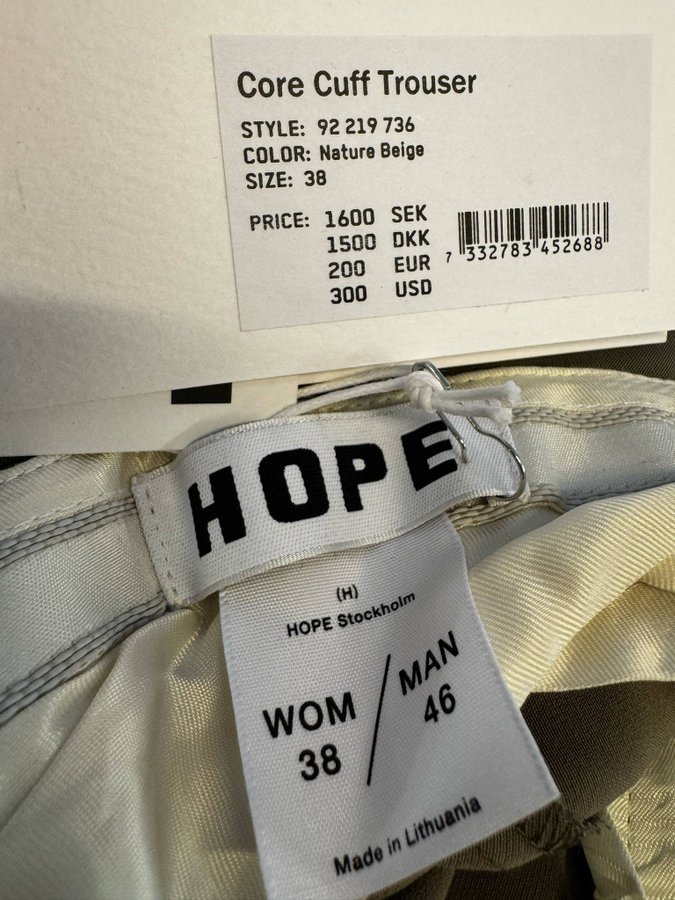 Core Cuff Trouser
STYLE: 92 219 736
COLOR: Nature Beige
SIZE: 38
PRICE: 1600 SEK
1500 DKK
200 EUR
300 USD
7 332783 452688
HOPE
(H)
HOPE Stockholm
WOM / MAN
38 46
Made in Lithuania